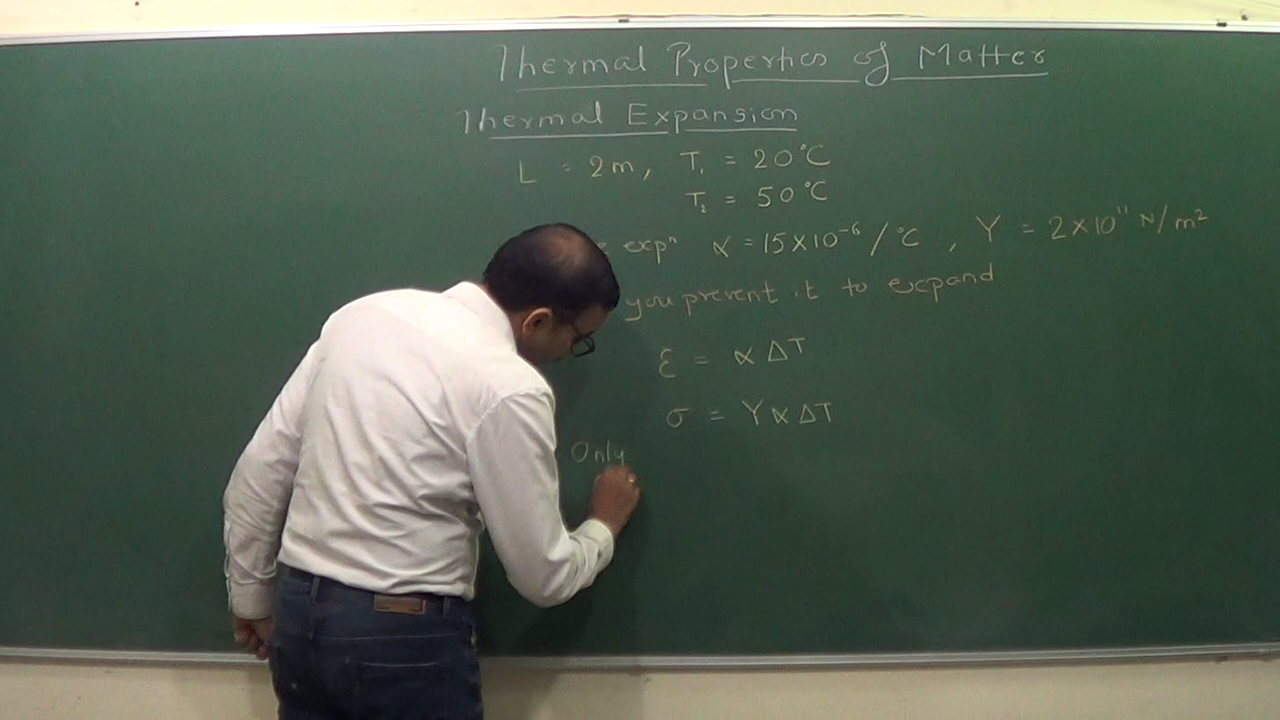 Thermal Properties of Matter
Thermal Expansion
L = 2m, T₁ = 20°C
T₂ = 50°C
expⁿ α = 15×10⁻⁶ /°C , Y = 2×10¹¹ N/m²
you prevent it to expand
ε = α ΔT
σ = Y α ΔT
Only